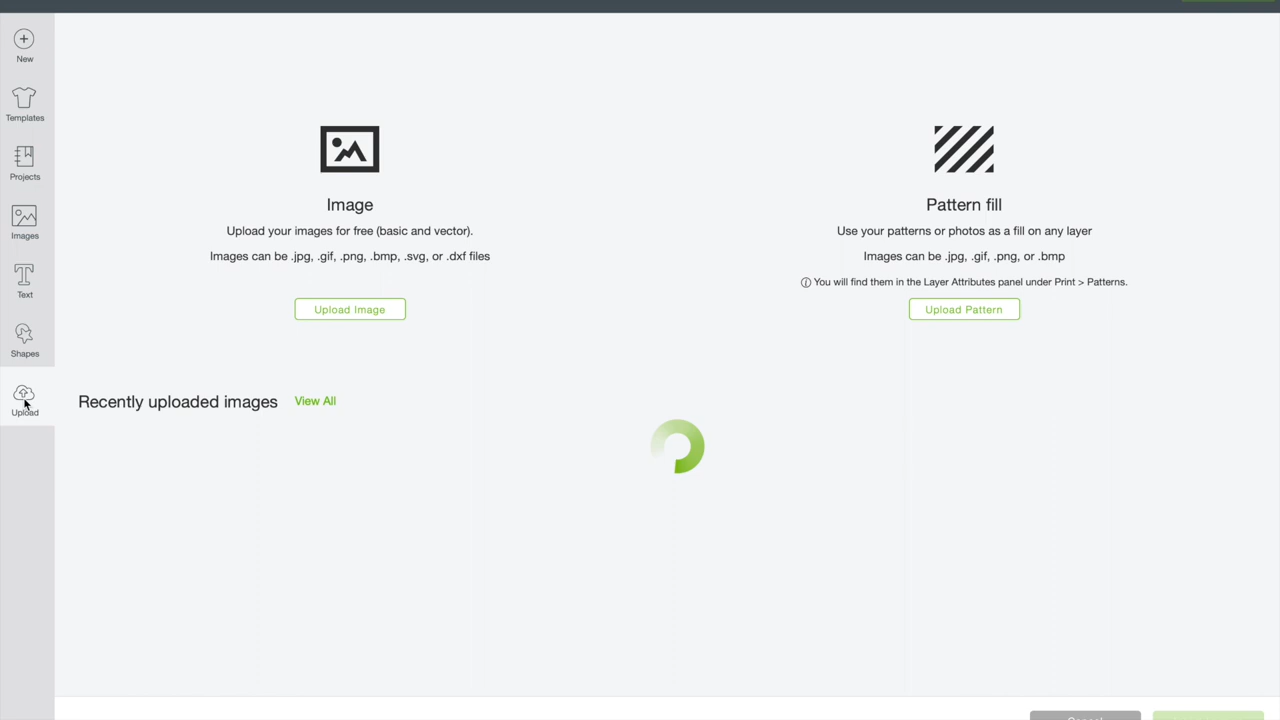 New
Templates
Projects
Images
Text
Shapes
Upload
Image
Upload your images for free (basic and vector).
Images can be .jpg, .gif, .png, .bmp, .svg, or .dxf files
Upload Image
Pattern fill
Use your patterns or photos as a fill on any layer
Images can be .jpg, .gif, .png, or .bmp
You will find them in the Layer Attributes panel under Print > Patterns.
Upload Pattern
Recently uploaded images View All
Cancel